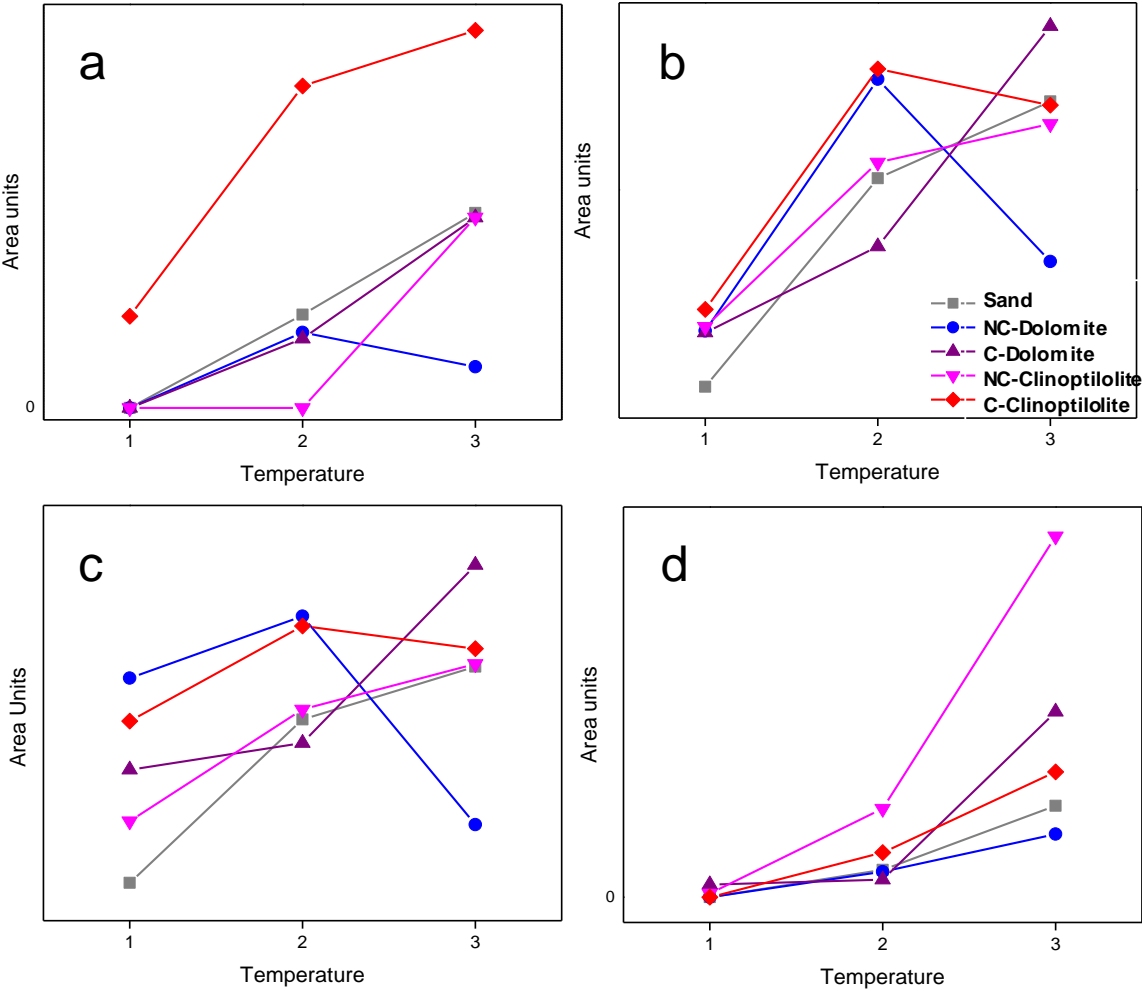 a
Area units
0
1
2
3
Temperature
b
Area units
Sand
NC-Dolomite
C-Dolomite
NC-Clinoptilolite
C-Clinoptilolite
1
2
3
Temperature
c
Area Units
1
2
3
Temperature
d
Area units
0
1
2
3
Temperature